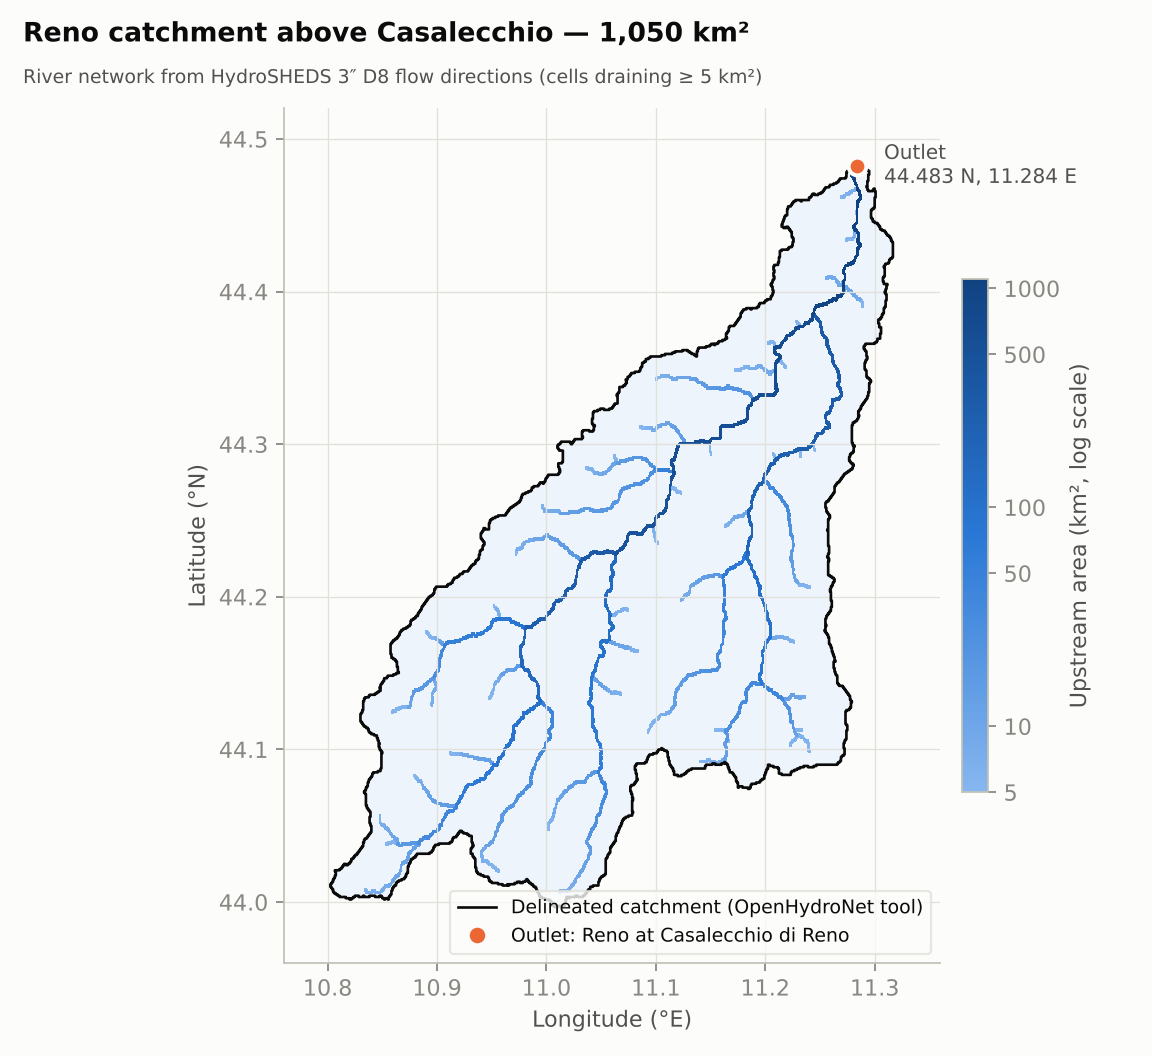 Reno catchment above Casalecchio — 1,050 km²
River network from HydroSHEDS 3″ D8 flow directions (cells draining ≥ 5 km²)
Outlet
44.483 N, 11.284 E
44.5
44.4
44.3
44.2
44.1
44.0
Latitude (°N)
10.8
10.9
11.0
11.1
11.2
11.3
Longitude (°E)
1000
500
100
50
10
5
Upstream area (km², log scale)
Delineated catchment (OpenHydroNet tool)
Outlet: Reno at Casalecchio di Reno